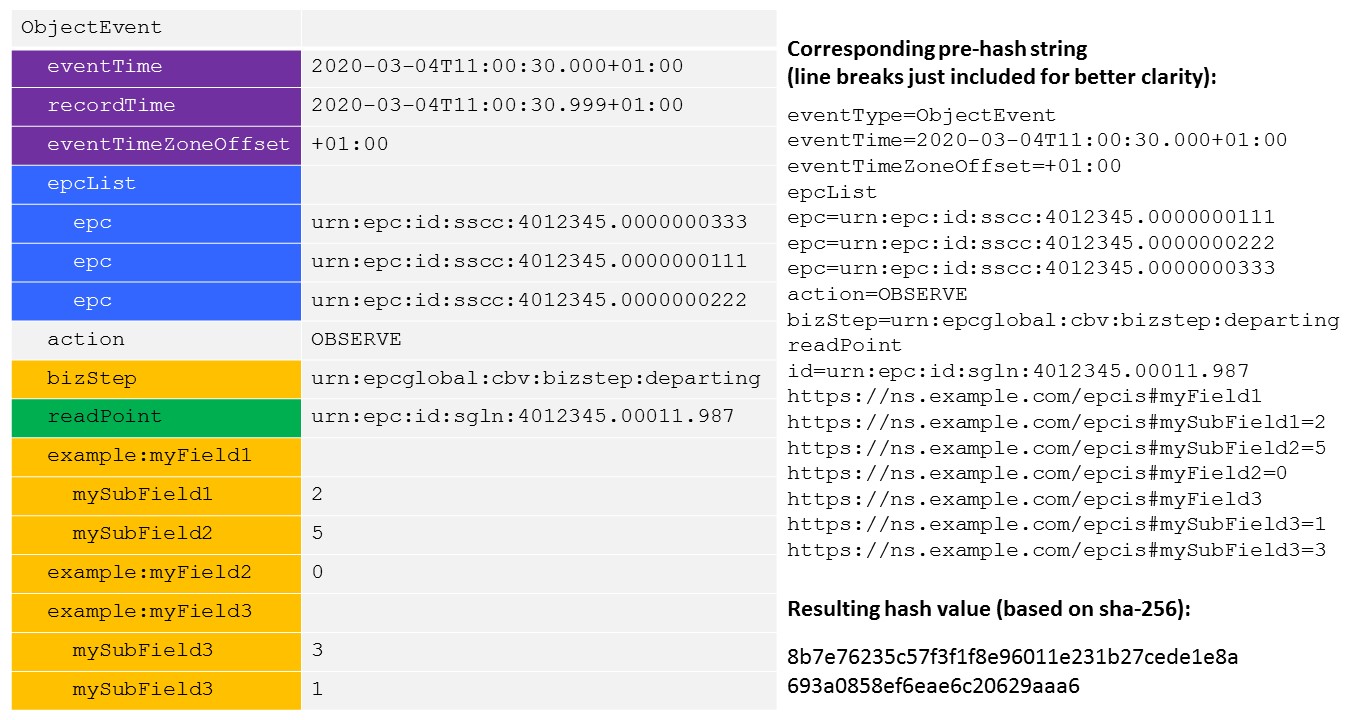 ObjectEvent
eventTime 2020-03-04T11:00:30.000+01:00
recordTime 2020-03-04T11:00:30.999+01:00
eventTimeZoneOffset +01:00
epcList
epc urn:epc:id:sscc:4012345.0000000333
epc urn:epc:id:sscc:4012345.0000000111
epc urn:epc:id:sscc:4012345.0000000222
action OBSERVE
bizStep urn:epcglobal:cbv:bizstep:departing
readPoint urn:epc:id:sgln:4012345.00011.987
example:myField1
mySubField1 2
mySubField2 5
example:myField2 0
example:myField3
mySubField3 3
mySubField3 1
Corresponding pre-hash string
(line breaks just included for better clarity):
eventType=ObjectEvent
eventTime=2020-03-04T11:00:30.000+01:00
eventTimeZoneOffset=+01:00
epcList
epc=urn:epc:id:sscc:4012345.0000000111
epc=urn:epc:id:sscc:4012345.0000000222
epc=urn:epc:id:sscc:4012345.0000000333
action=OBSERVE
bizStep=urn:epcglobal:cbv:bizstep:departing
readPoint
id=urn:epc:id:sgln:4012345.00011.987
https://ns.example.com/epcis#myField1
https://ns.example.com/epcis#mySubField1=2
https://ns.example.com/epcis#mySubField2=5
https://ns.example.com/epcis#myField2=0
https://ns.example.com/epcis#myField3
https://ns.example.com/epcis#mySubField3=1
https://ns.example.com/epcis#mySubField3=3
Resulting hash value (based on sha-256):
8b7e76235c57f3f1f8e96011e231b27cede1e8a
693a0858ef6eae6c20629aaa6